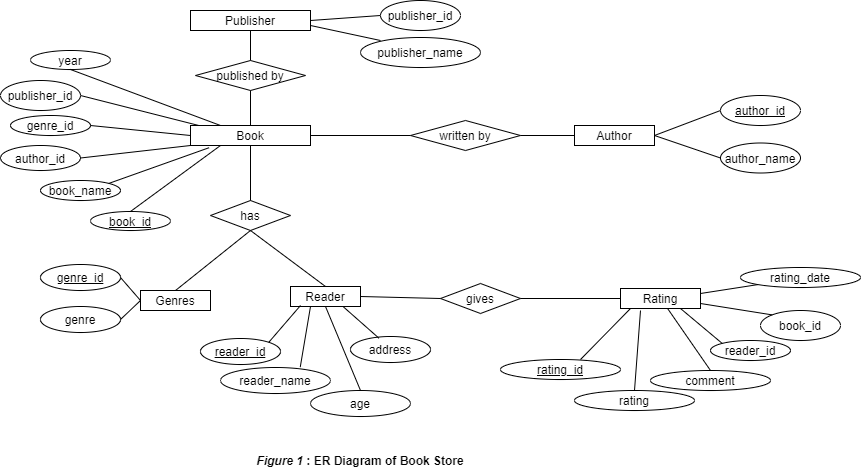 Publisher
publisher_id
publisher_name
published by
year
publisher_id
genre_id
author_id
book_name
book_id
Book
written by
Author
author_id
author_name
has
genre_id
genre
Genres
Reader
reader_id
reader_name
age
address
gives
Rating
rating_date
book_id
reader_id
comment
rating
rating_id
Figure 1 : ER Diagram of Book Store